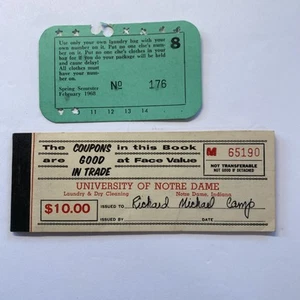 Use only your own laundry bag with your
own number on it. Put no one else's num-
ber on it. Put no one else's clothes in your
bag for if you do your package will be held
and cause delay!
All clothes must
have your num-
ber on.
8
Spring Semester
February 1968
No 176
11 12 13 14
The COUPONS in this Book
are GOOD at Face Value
IN TRADE
M 65190
NOT TRANSFERABLE
NOT GOOD IF DETACHED
UNIVERSITY OF NOTRE DAME
Laundry & Dry Cleaning Notre Dame, Indiana
$10.00
ISSUED TO Richard Michael Camp
ISSUED BY DATE